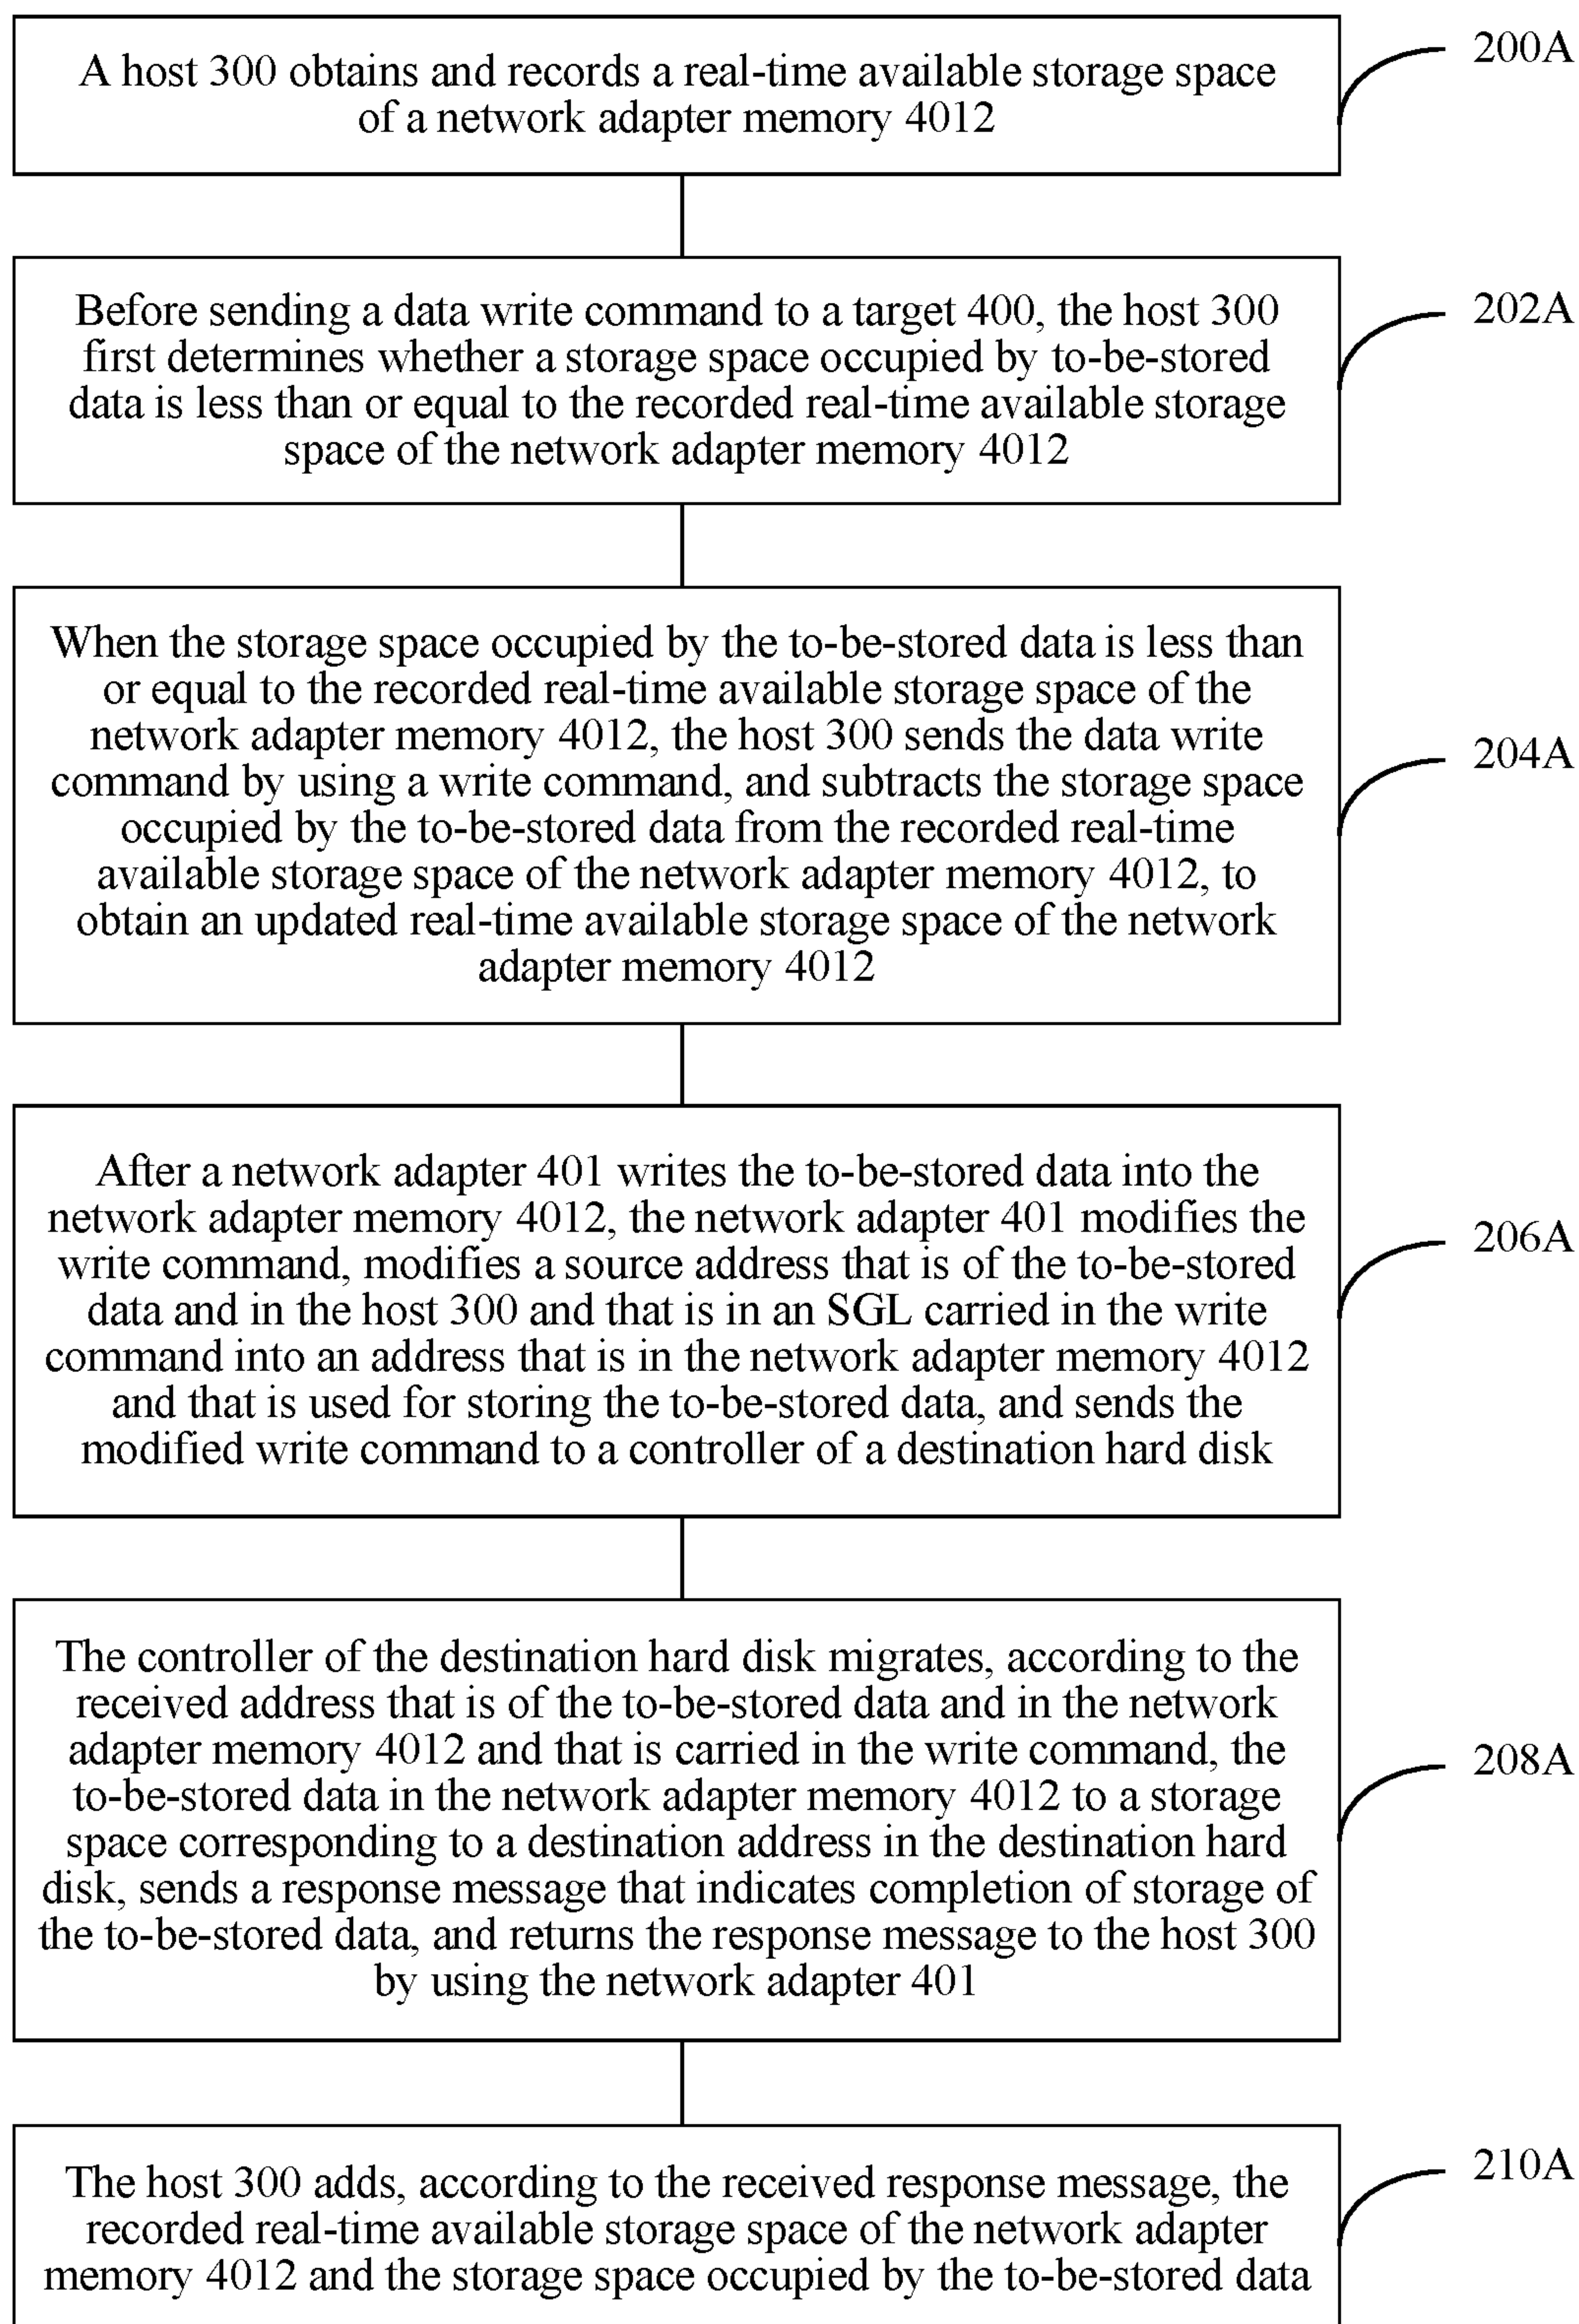 A host 300 obtains and records a real-time available storage space
of a network adapter memory 4012
200A
Before sending a data write command to a target 400, the host 300
first determines whether a storage space occupied by to-be-stored
data is less than or equal to the recorded real-time available storage
space of the network adapter memory 4012
202A
When the storage space occupied by the to-be-stored data is less than
or equal to the recorded real-time available storage space of the
network adapter memory 4012, the host 300 sends the data write
command by using a write command, and subtracts the storage space
occupied by the to-be-stored data from the recorded real-time
available storage space of the network adapter memory 4012, to
obtain an updated real-time available storage space of the network
adapter memory 4012
204A
After a network adapter 401 writes the to-be-stored data into the
network adapter memory 4012, the network adapter 401 modifies the
write command, modifies a source address that is of the to-be-stored
data and in the host 300 and that is in an SGL carried in the write
command into an address that is in the network adapter memory 4012
and that is used for storing the to-be-stored data, and sends the
modified write command to a controller of a destination hard disk
206A
The controller of the destination hard disk migrates, according to the
received address that is of the to-be-stored data and in the network
adapter memory 4012 and that is carried in the write command, the
to-be-stored data in the network adapter memory 4012 to a storage
space corresponding to a destination address in the destination hard
disk, sends a response message that indicates completion of storage of
the to-be-stored data, and returns the response message to the host 300
by using the network adapter 401
208A
The host 300 adds, according to the received response message, the
recorded real-time available storage space of the network adapter
memory 4012 and the storage space occupied by the to-be-stored data
210A